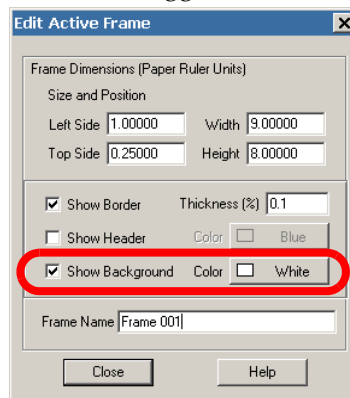 Edit Active Frame
Frame Dimensions (Paper Ruler Units)
Size and Position
Left Side 1.00000 Width 9.00000
Top Side 0.25000 Height 8.00000
Show Border Thickness (%) 0.1
Show Header Color Blue
Show Background Color White
Frame Name Frame 001
Close Help